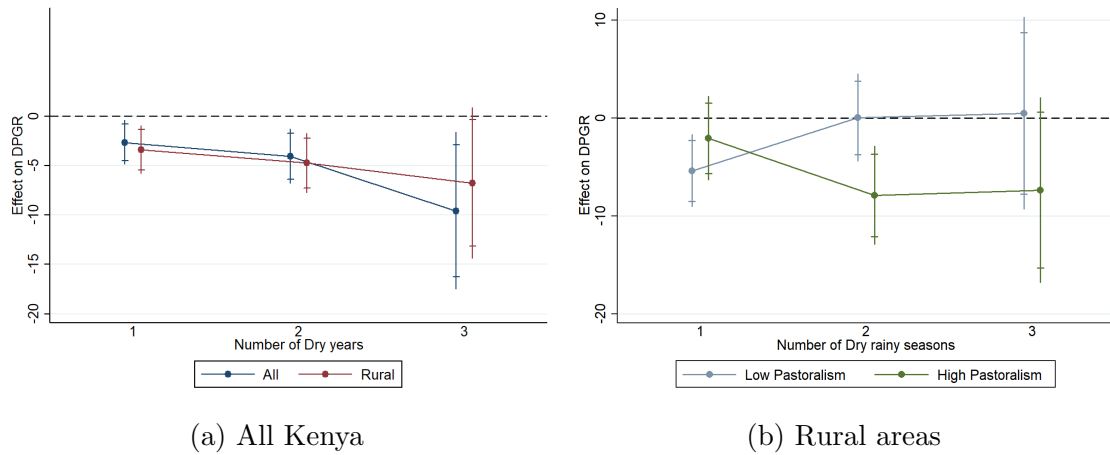 Effect on DPGR
0
-5
-10
-15
-20
1 2 3
Number of Dry years
All Rural
(a) All Kenya
Effect on DPGR
10
0
-10
-20
1 2 3
Number of Dry rainy seasons
Low Pastoralism High Pastoralism
(b) Rural areas